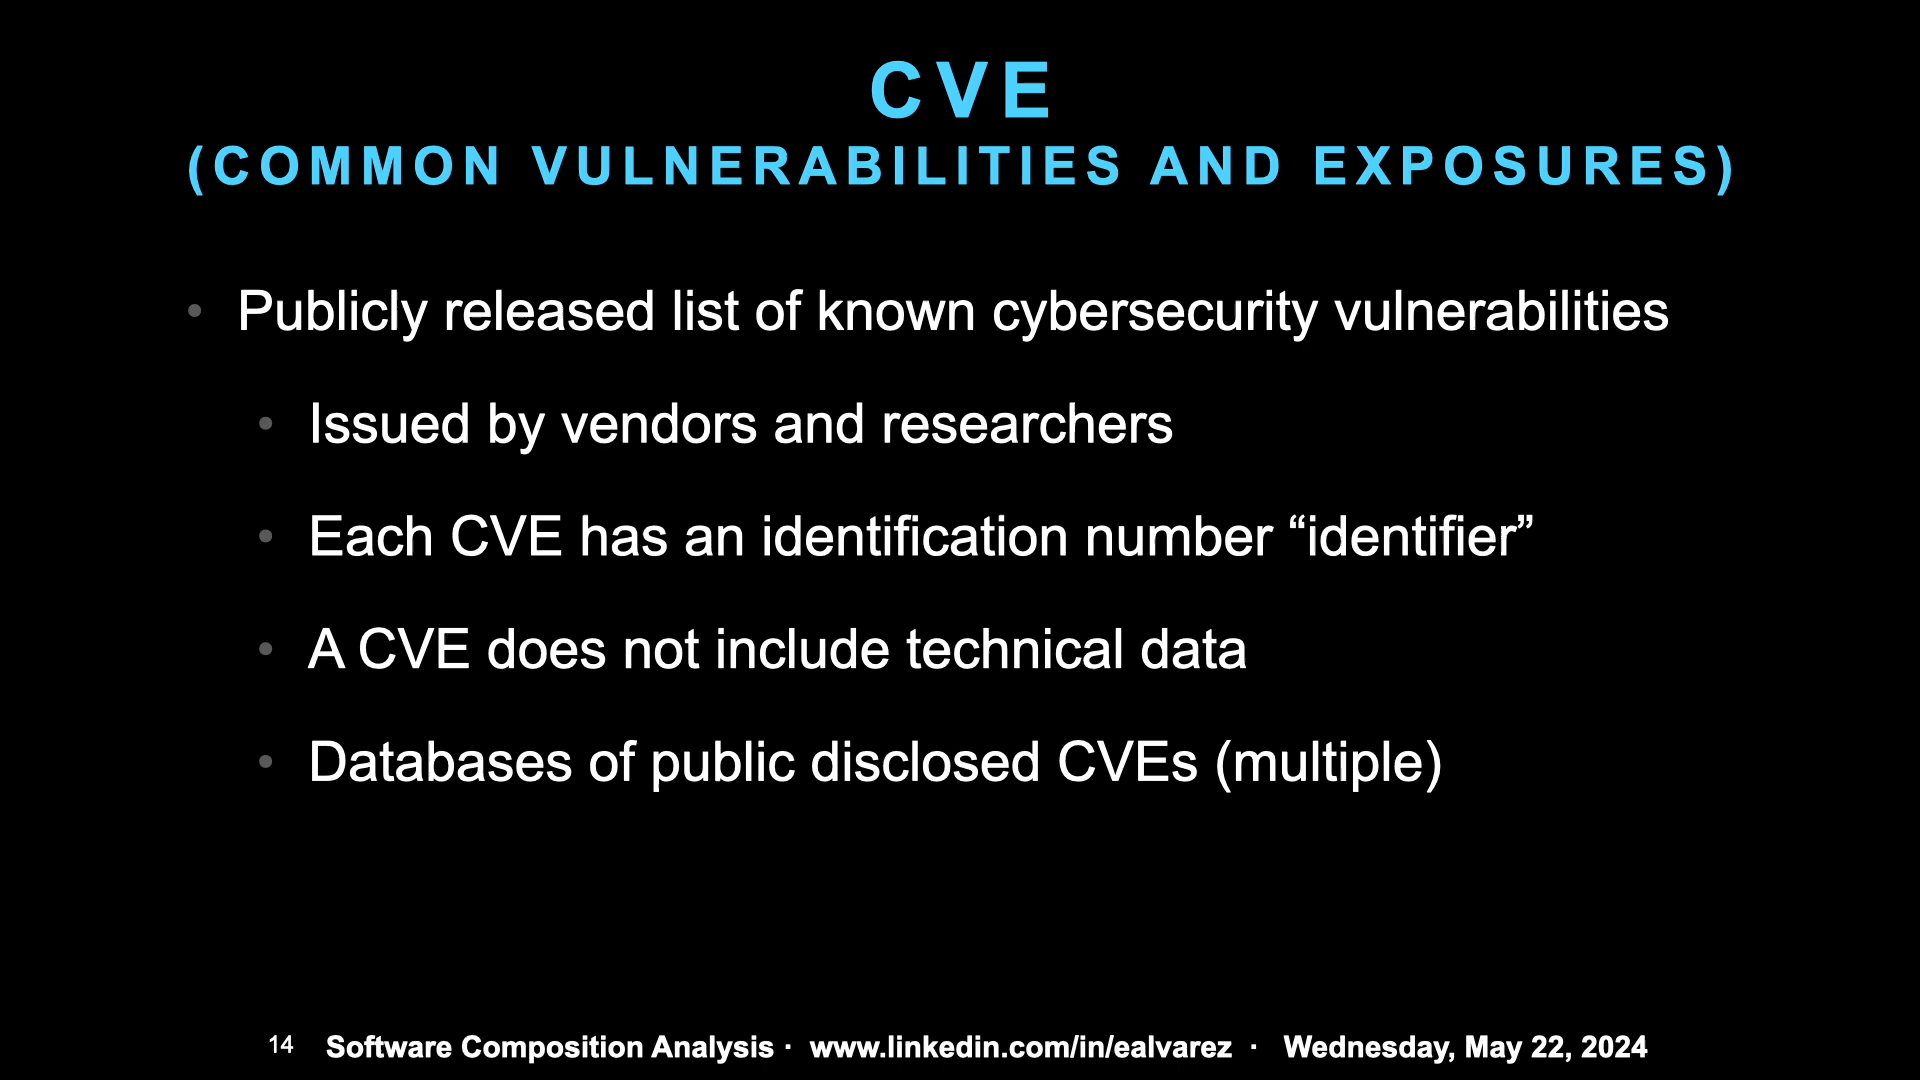 CVE
(COMMON VULNERABILITIES AND EXPOSURES)
• Publicly released list of known cybersecurity vulnerabilities
• Issued by vendors and researchers
• Each CVE has an identification number “identifier”
• A CVE does not include technical data
• Databases of public disclosed CVEs (multiple)
14 Software Composition Analysis · www.linkedin.com/in/ealvarez · Wednesday, May 22, 2024